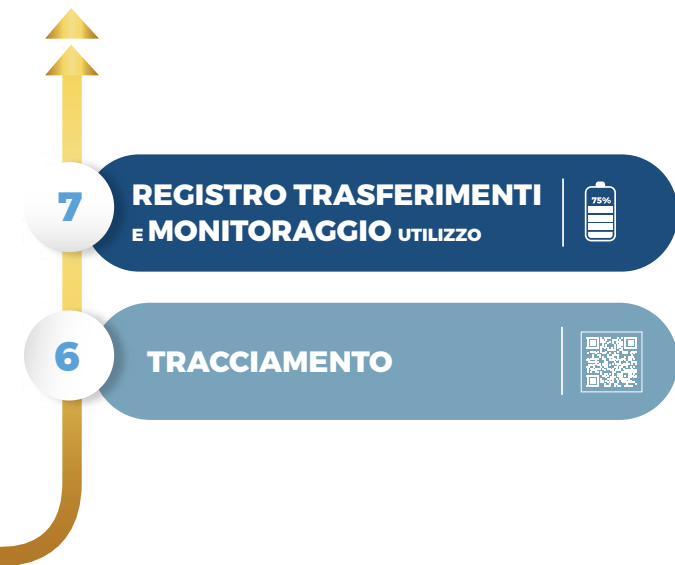 7
REGISTRO TRASFERIMENTI
E MONITORAGGIO UTILIZZO
75%
6
TRACCIAMENTO